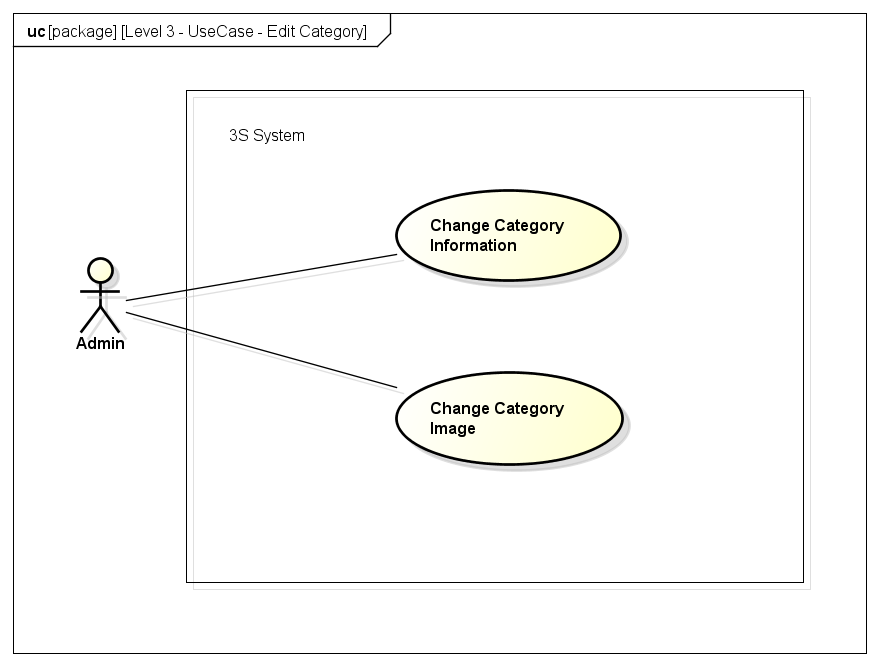 uc [package] [Level 3 - UseCase - Edit Category]
3S System
Change Category
Information
Admin
Change Category
Image